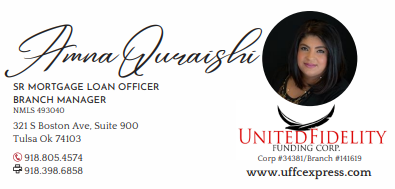 Amna Quraishi
SR MORTGAGE LOAN OFFICER
BRANCH MANAGER
NMLS 493040
321 S Boston Ave, Suite 900
Tulsa Ok 74103
918.805.4574
918.398.6858
UNITEDFIDELITY
FUNDING CORP.
Corp #34381/Branch #141619
www.uffcexpress.com